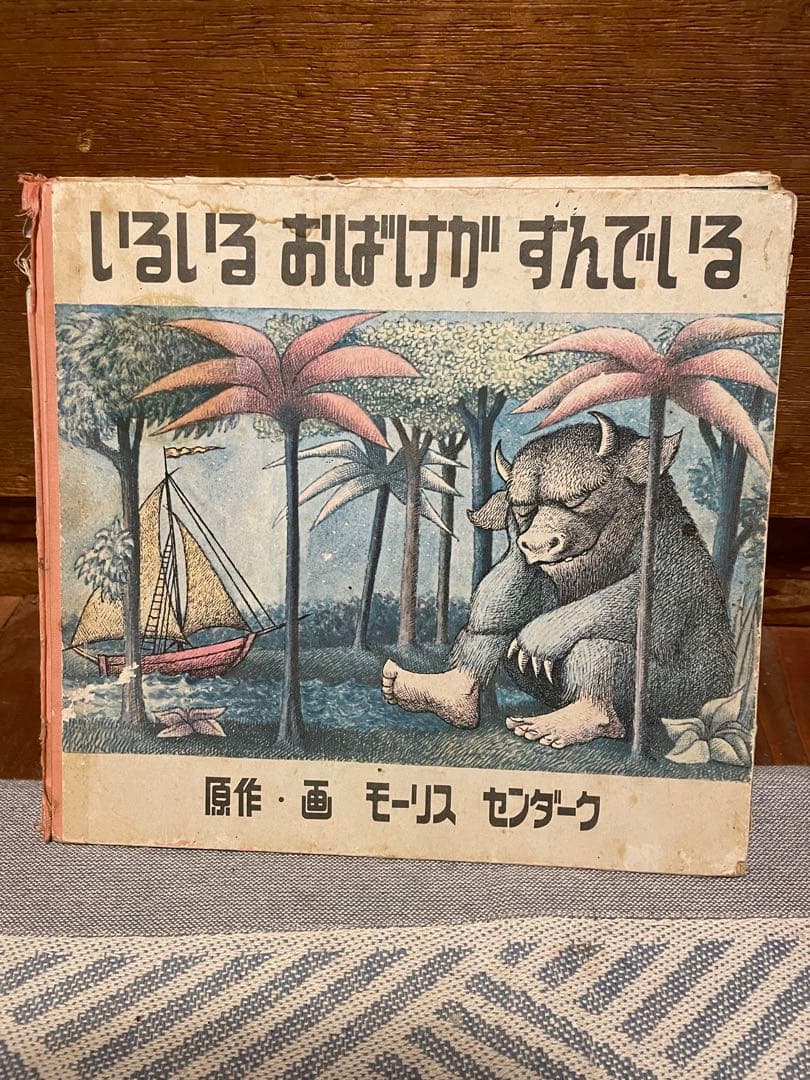 いるいる おばけが すんでいる
原作・画 モーリス センダーク